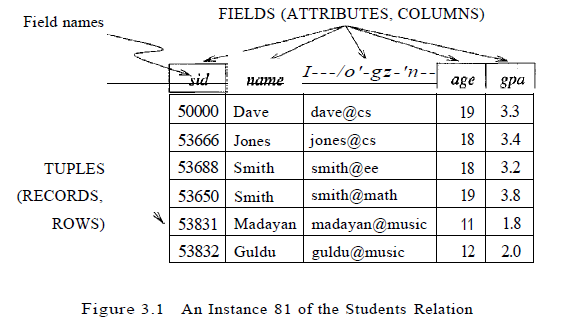 FIELDS (ATTRIBUTES, COLUMNS)
Field names
sid name I---/o'-gz-'n-- age gpa
50000 Dave dave@cs 19 3.3
53666 Jones jones@cs 18 3.4
53688 Smith smith@ee 18 3.2
53650 Smith smith@math 19 3.8
53831 Madayan madayan@music 11 1.8
53832 Guldu guldu@music 12 2.0
TUPLES
(RECORDS,
ROWS)
Figure 3.1 An Instance 81 of the Students Relation